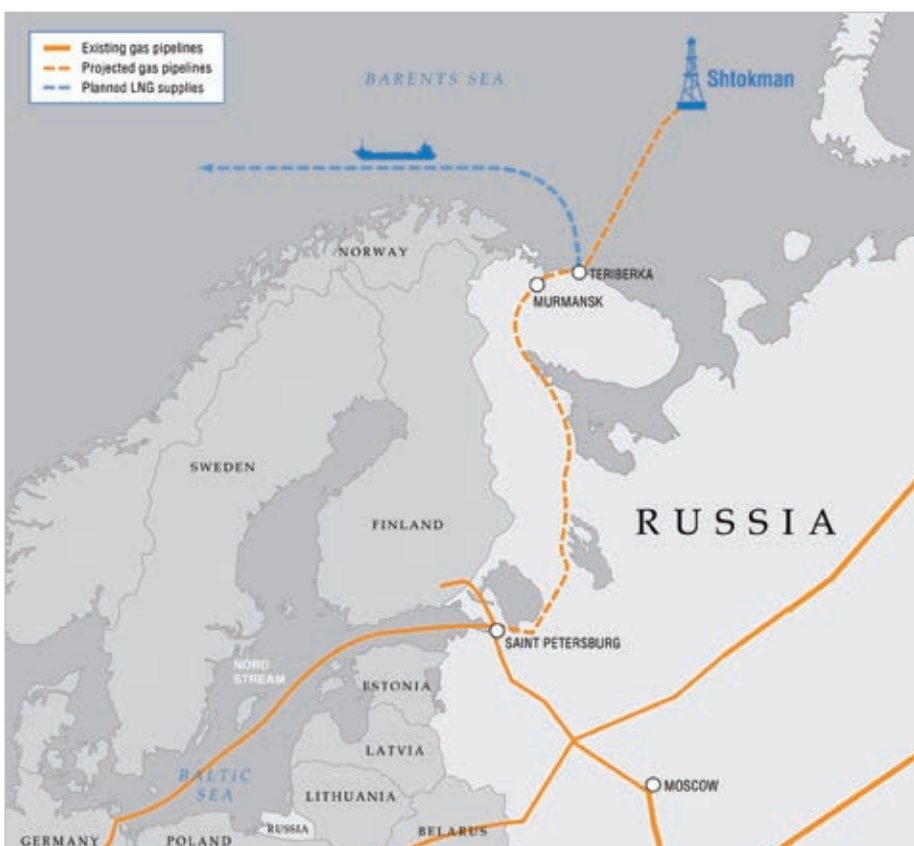 Existing gas pipelines
Projected gas pipelines
Planned LNG supplies
BARENTS SEA
Shtokman
NORWAY
TERIBERKA
MURMANSK
SWEDEN
FINLAND
RUSSIA
SAINT PETERSBURG
NORD
STREAM
ESTONIA
LATVIA
BALTIC
SEA
MOSCOW
LITHUANIA
RUSSIA
BELARUS
GERMANY
POLAND